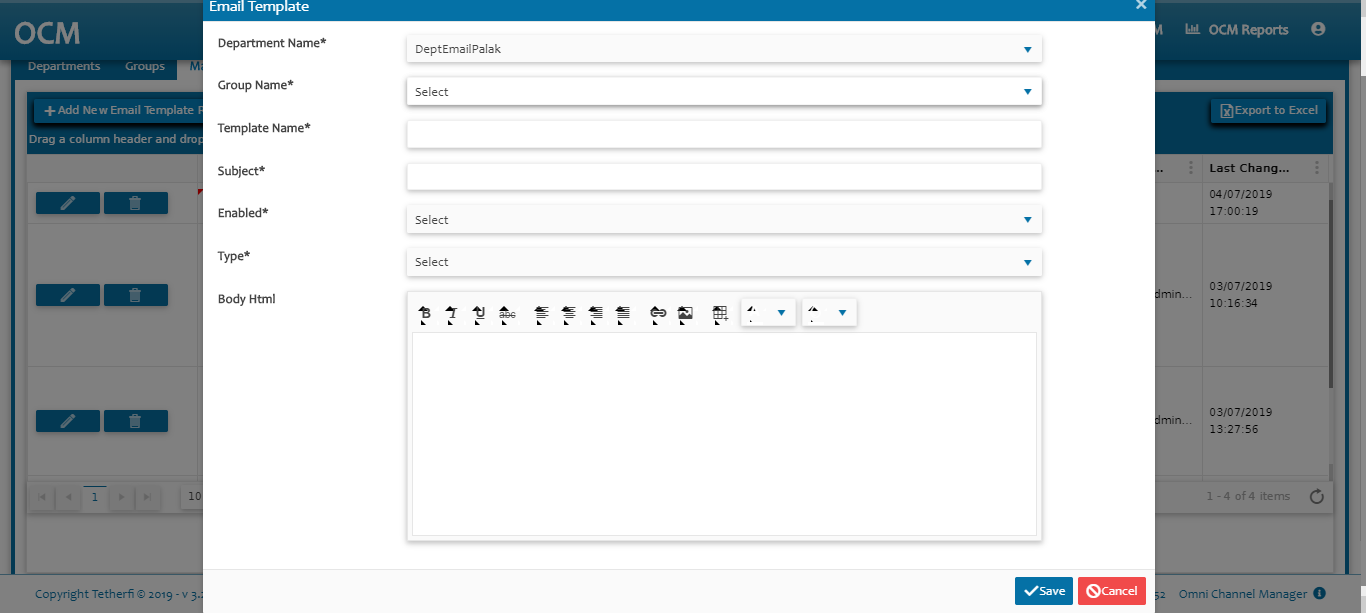 Email Template
OCM
OCM Reports
Departments Groups
Department Name* DeptEmailPalak
Group Name* Select
Template Name*
Subject*
Enabled* Select
Type* Select
Body Html
B T U abc
Add New Email Template
Export to Excel
Drag a column header and drop
.. Last Chang...
04/07/2019
17:00:19
dmin... 03/07/2019
10:16:34
dmin... 03/07/2019
13:27:56
1 10
1 - 4 of 4 items
Save Cancel
Copyright Tetherfi © 2019 - v 3.
52 Omni Channel Manager